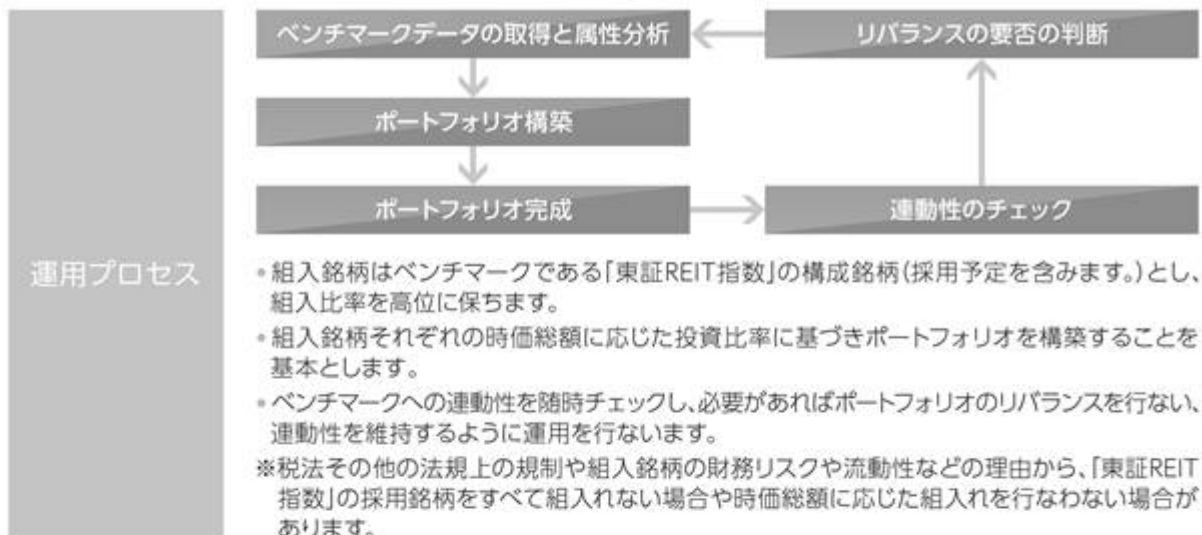 運用プロセス
ベンチマークデータの取得と属性分析
リバランスの要否の判断
ポートフォリオ構築
ポートフォリオ完成
連動性のチェック
•組入銘柄はベンチマークである「東証REIT指数」の構成銘柄(採用予定を含みます。)とし、
組入比率を高位に保ちます。
•組入銘柄それぞれの時価総額に応じた投資比率に基づきポートフォリオを構築することを
基本とします。
•ベンチマークへの連動性を随時チェックし、必要があればポートフォリオのリバランスを行ない、
連動性を維持するように運用を行ないます。
※税法その他の法規上の規制や組入銘柄の財務リスクや流動性などの理由から、「東証REIT
指数」の採用銘柄をすべて組入れない場合や時価総額に応じた組入れを行なわない場合が
あります。